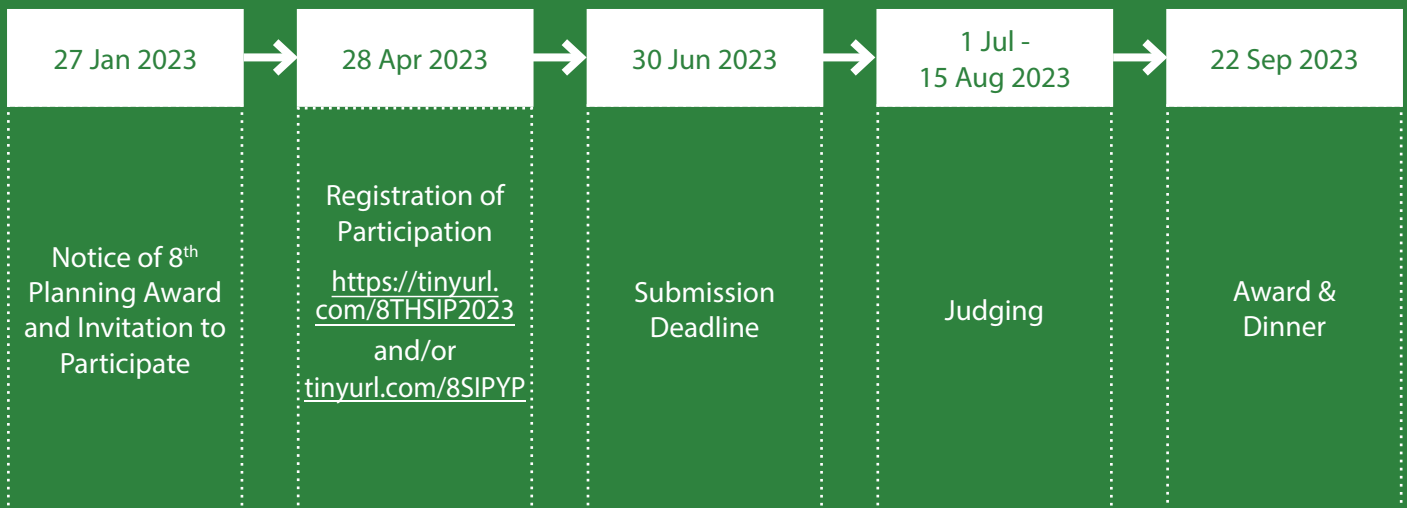 27 Jan 2023
28 Apr 2023
30 Jun 2023
1 Jul -
15 Aug 2023
22 Sep 2023
Notice of 8th
Planning Award
and Invitation to
Participate
Registration of
Participation
https://tinyurl.
com/8THSIP2023
and/or
tinyurl.com/8SIPYP
Submission
Deadline
Judging
Award &
Dinner